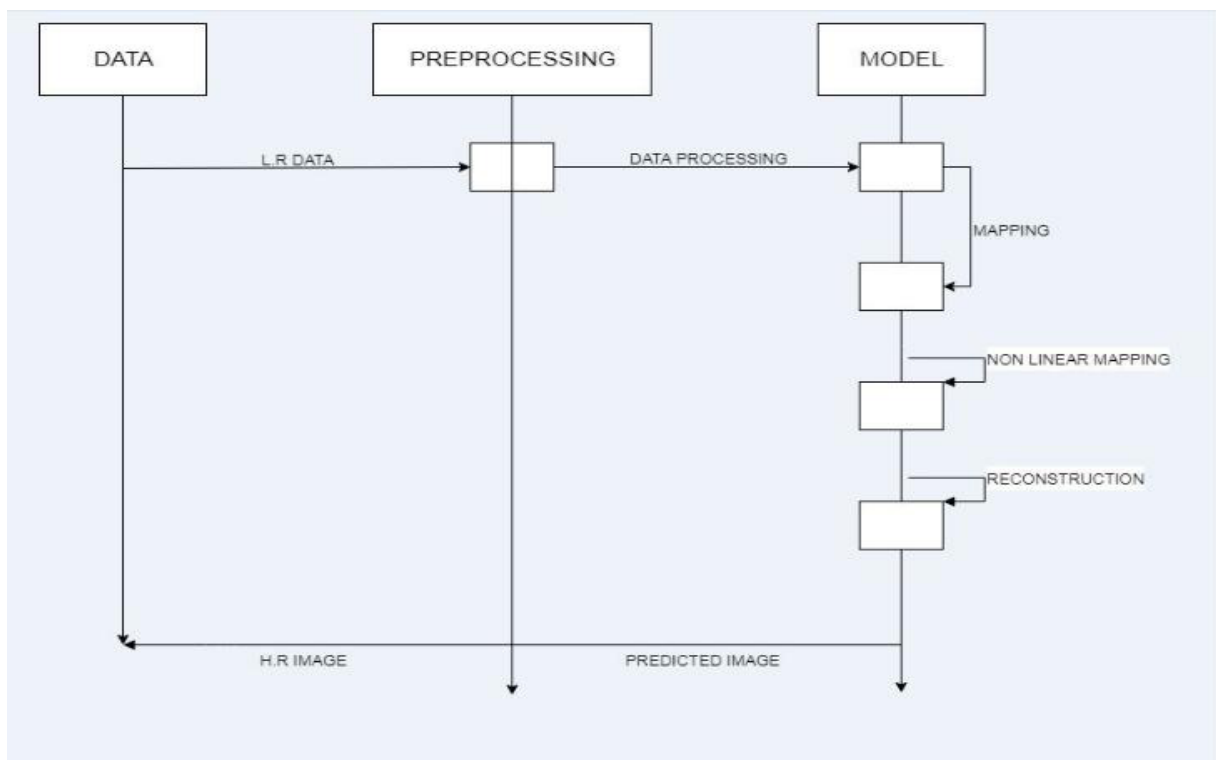 DATA
PREPROCESSING
MODEL
L.R DATA
DATA PROCESSING
MAPPING
NON LINEAR MAPPING
RECONSTRUCTION
H.R IMAGE
PREDICTED IMAGE